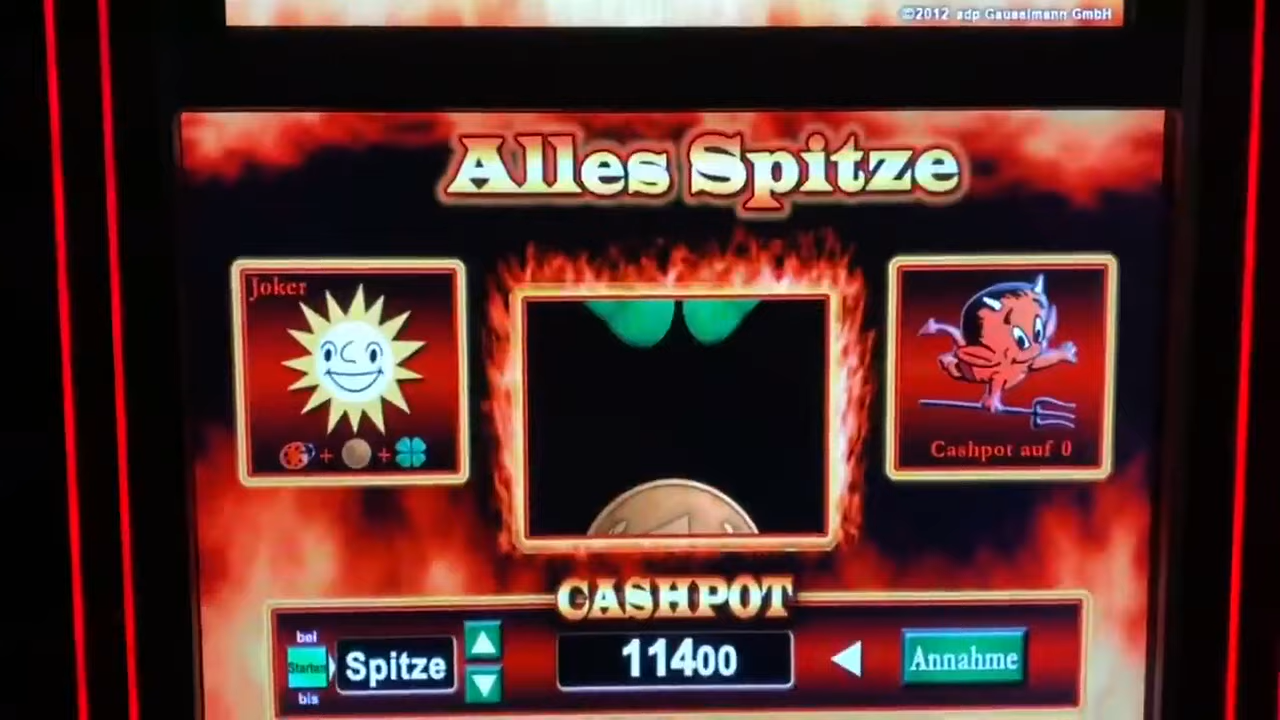 ©2012 adp Gauselmann GmbH
Alles Spitze
Joker
+ +
Cashpot auf 0
CASHPOT
bei
Starten
bis
Spitze
11400
Annahme